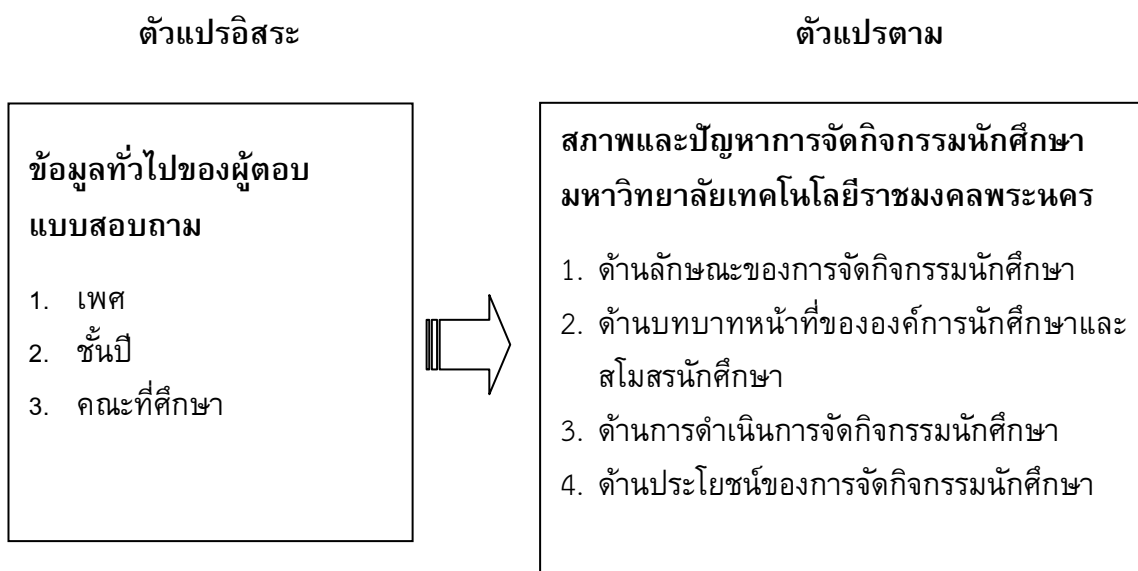 ตัวแปรอิสระ
ตัวแปรตาม
ข้อมูลทั่วไปของผู้ตอบ
แบบสอบถาม
1. เพศ
2. ชั้นปี
3. คณะที่ศึกษา
สภาพและปัญหาการจัดกิจกรรมนักศึกษา
มหาวิทยาลัยเทคโนโลยีราชมงคลพระนคร
1. ด้านลักษณะของการจัดกิจกรรมนักศึกษา
2. ด้านบทบาทหน้าที่ขององค์การนักศึกษาและ
สโมสรนักศึกษา
3. ด้านการดำเนินการจัดกิจกรรมนักศึกษา
4. ด้านประโยชน์ของการจัดกิจกรรมนักศึกษา